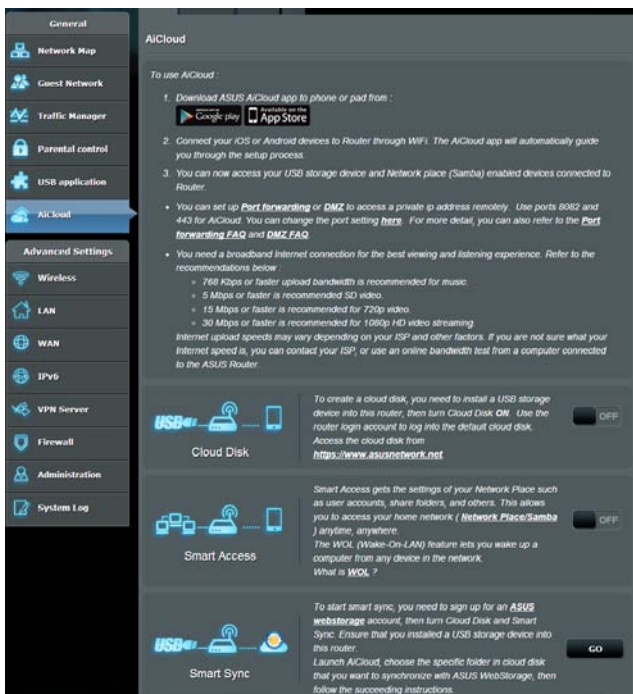 General
Network Map
Guest Network
Traffic Manager
Parental control
USB application
AiCloud
Advanced Settings
Wireless
LAN
WAN
IPv6
VPN Server
Firewall
Administration
System Log
AiCloud
To use AiCloud :
1. Download ASUS AiCloud app to phone or pad from :
Google play
Available on the
App Store
2. Connect your iOS or Android devices to Router through WiFi. The AiCloud app will automatically guide
you through the setup process.
3. You can now access your USB storage device and Network place (Samba) enabled devices connected to
Router.
• You can set up Port forwarding or DMZ to access a private ip address remotely. Use ports 8082 and
443 for AiCloud. You can change the port setting here. For more detail, you can also refer to the Port
forwarding FAQ and DMZ FAQ
• You need a broadband Internet connection for the best viewing and listening experience. Refer to the
recommendations below :
768 Kbps or faster upload bandwidth is recommended for music.
5 Mbps or faster is recommended SD video.
15 Mbps or faster is recommended for 720p video.
30 Mbps or faster is recommended for 1080p HD video streaming.
Internet upload speeds may vary depending on your ISP and other factors. If you are not sure what your
Internet speed is, you can contact your ISP, or use an online bandwidth test from a computer connected
to the ASUS Router.
USB
Cloud Disk
To create a cloud disk, you need to install a USB storage
device into this router, then turn Cloud Disk ON. Use the
router login account to log into the default cloud disk.
Access the cloud disk from
https://www.asusnetwork.net
OFF
Smart Access
Smart Access gets the settings of your Network Place such
as user accounts, share folders, and others. This allows
you to access your home network ( Network Place/Samba
) anytime, anywhere.
The WOL (Wake-On-LAN) feature lets you wake up a
computer from any device in the network.
What is WOL ?
OFF
USB
Smart Sync
To start smart sync, you need to sign up for an ASUS
webstorage account, then turn Cloud Disk and Smart
Sync. Ensure that you installed a USB storage device into
this router.
Launch AiCloud, choose the specific folder in cloud disk
that you want to synchronize with ASUS WebStorage, then
follow the succeeding instructions.
GO